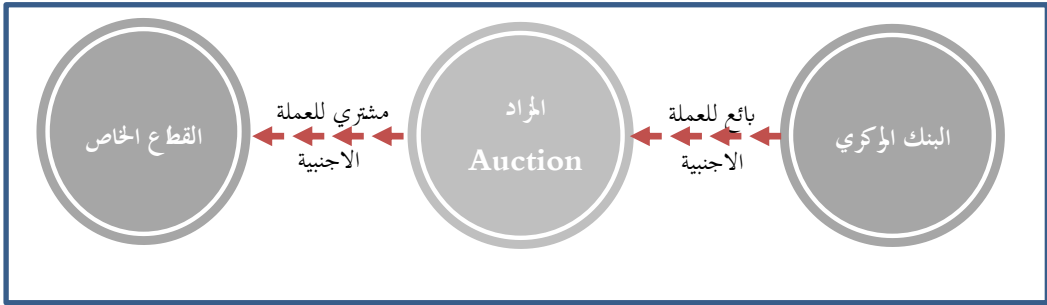 البنك المركزي
بائع للعملة
الاجنبية
المزاد
Auction
مشتري للعملة
الاجنبية
القطاع الخاص